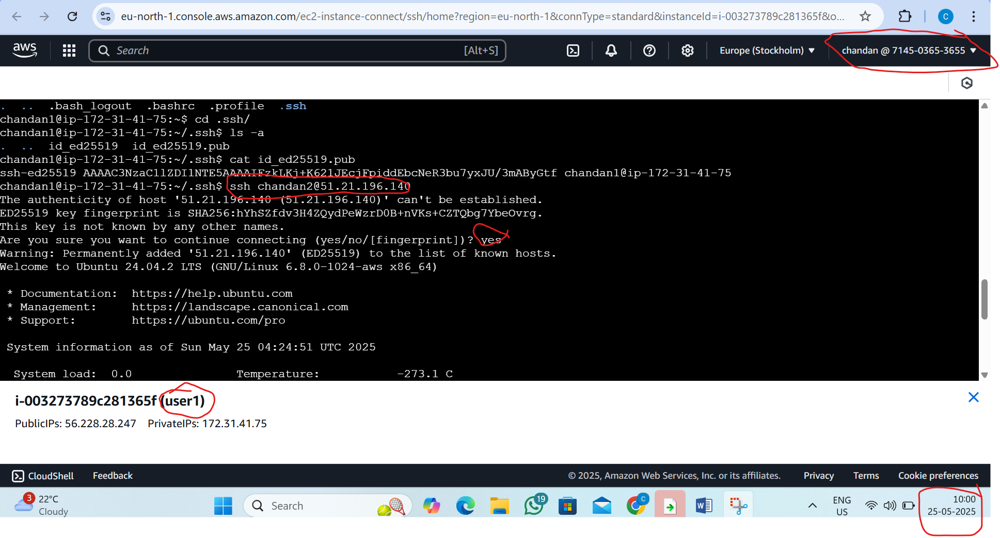 eu-north-1.console.aws.amazon.com/ec2-instance-connect/ssh/home?region=eu-north-1&connType=standard&instanceId=i-003273789c281365f&o...
C
aws
Search [Alt+S]
Europe (Stockholm)
chandan @ 7145-0365-3655
. .. .bash_logout .bashrc .profile .ssh
chandan1@ip-172-31-41-75:~$ cd .ssh/
chandan1@ip-172-31-41-75:~/.ssh$ ls -a
. .. id_ed25519 id_ed25519.pub
chandan1@ip-172-31-41-75:~/.ssh$ cat id_ed25519.pub
ssh-ed25519 AAAAC3NzaC1lZDI1NTE5AAAAIFzkLKj+K621JEcjFpiddEbcNeR3bu7yxJU/3mAByGtf chandan1@ip-172-31-41-75
chandan1@ip-172-31-41-75:~/.ssh$ ssh chandan2@51.21.196.140
The authenticity of host '51.21.196.140 (51.21.196.140)' can't be established.
ED25519 key fingerprint is SHA256:hYhSZfdv3H4ZQydPeWzrD0B+nVKs+CZTQbg7YbeOvrg.
This key is not known by any other names.
Are you sure you want to continue connecting (yes/no/[fingerprint])? yes
Warning: Permanently added '51.21.196.140' (ED25519) to the list of known hosts.
Welcome to Ubuntu 24.04.2 LTS (GNU/Linux 6.8.0-1024-aws x86_64)
* Documentation: https://help.ubuntu.com
* Management: https://landscape.canonical.com
* Support: https://ubuntu.com/pro
System information as of Sun May 25 04:24:51 UTC 2025
System load: 0.0 Temperature: -273.1 C
i-003273789c281365f (user1)
PublicIPs: 56.228.28.247 PrivateIPs: 172.31.41.75
CloudShell Feedback © 2025, Amazon Web Services, Inc. or its affiliates. Privacy Terms Cookie preferences
3
22°C
Cloudy
Search
19
C
W
ENG
US
10:00
25-05-2025